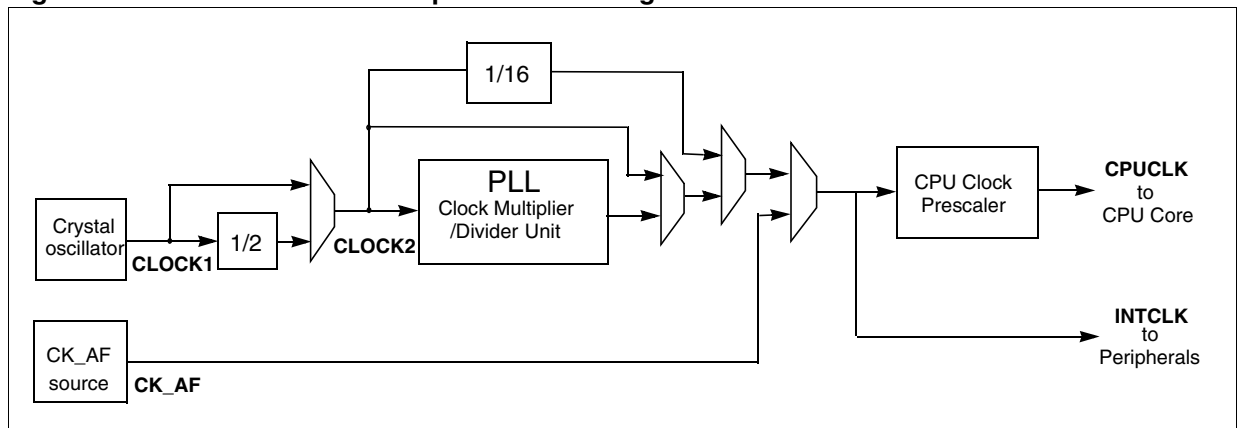 1/16
PLL
Clock Multiplier
/Divider Unit
CPU Clock
Prescaler
CPUCLK
to
CPU Core
Crystal
oscillator
CLOCK1
1/2
CLOCK2
INTCLK
to
Peripherals
CK_AF
source
CK_AF